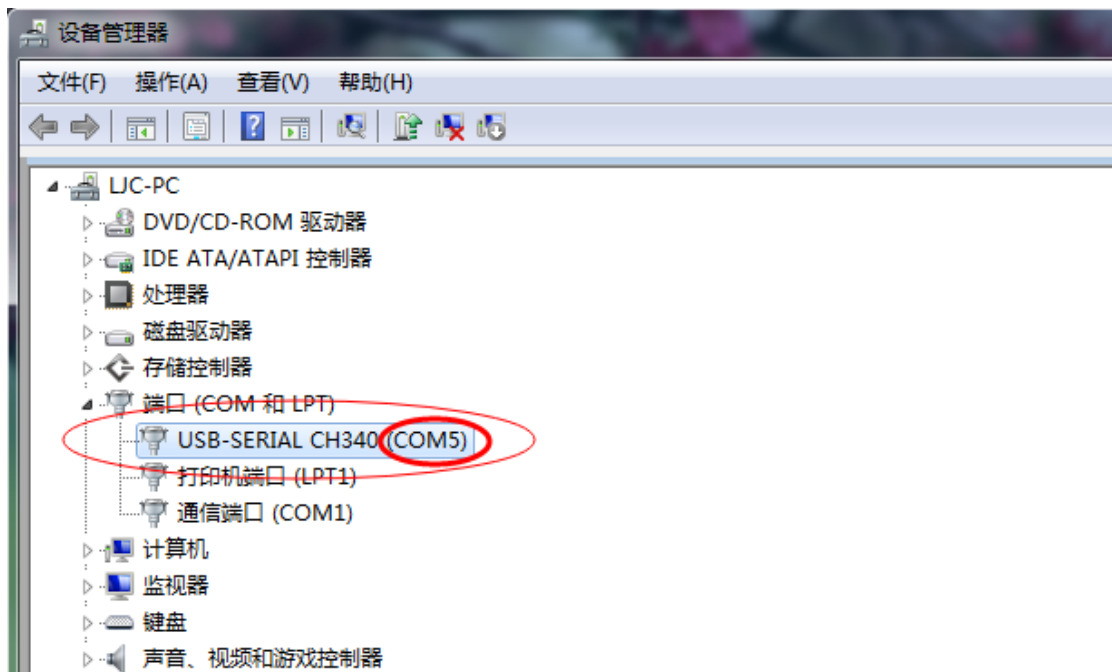 设备管理器
文件(F) 操作(A) 查看(V) 帮助(H)
LJC-PC
DVD/CD-ROM 驱动器
IDE ATA/ATAPI 控制器
处理器
磁盘驱动器
存储控制器
端口 (COM 和 LPT)
USB-SERIAL CH340 (COM5)
打印机端口 (LPT1)
通信端口 (COM1)
计算机
监视器
键盘
声音、视频和游戏控制器